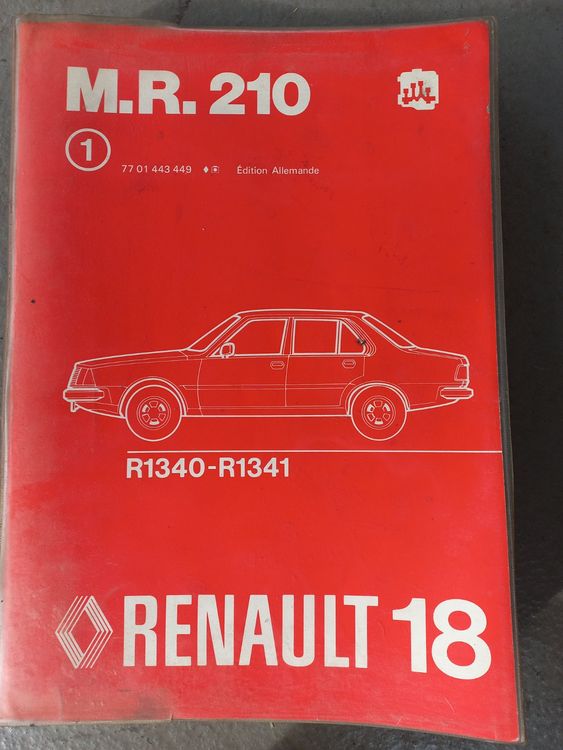 M.R. 210
1
77 01 443 449 Édition Allemande
R1340-R1341
RENAULT 18